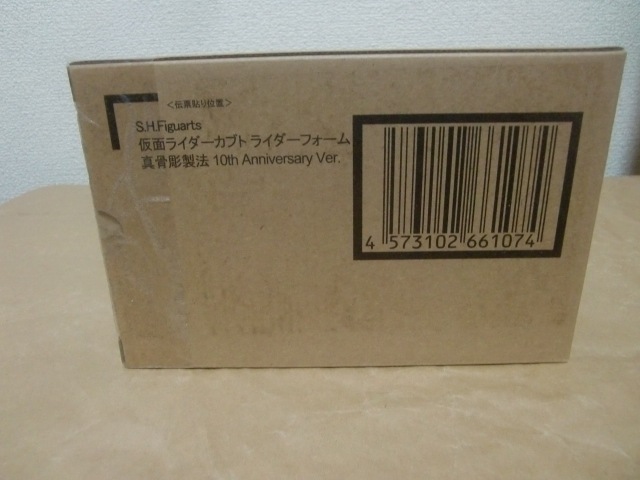 <伝票貼り位置>
S.H.Figuarts
仮面ライダーカブト ライダーフォーム
真骨彫製法 10th Anniversary Ver.
4 573102 661074